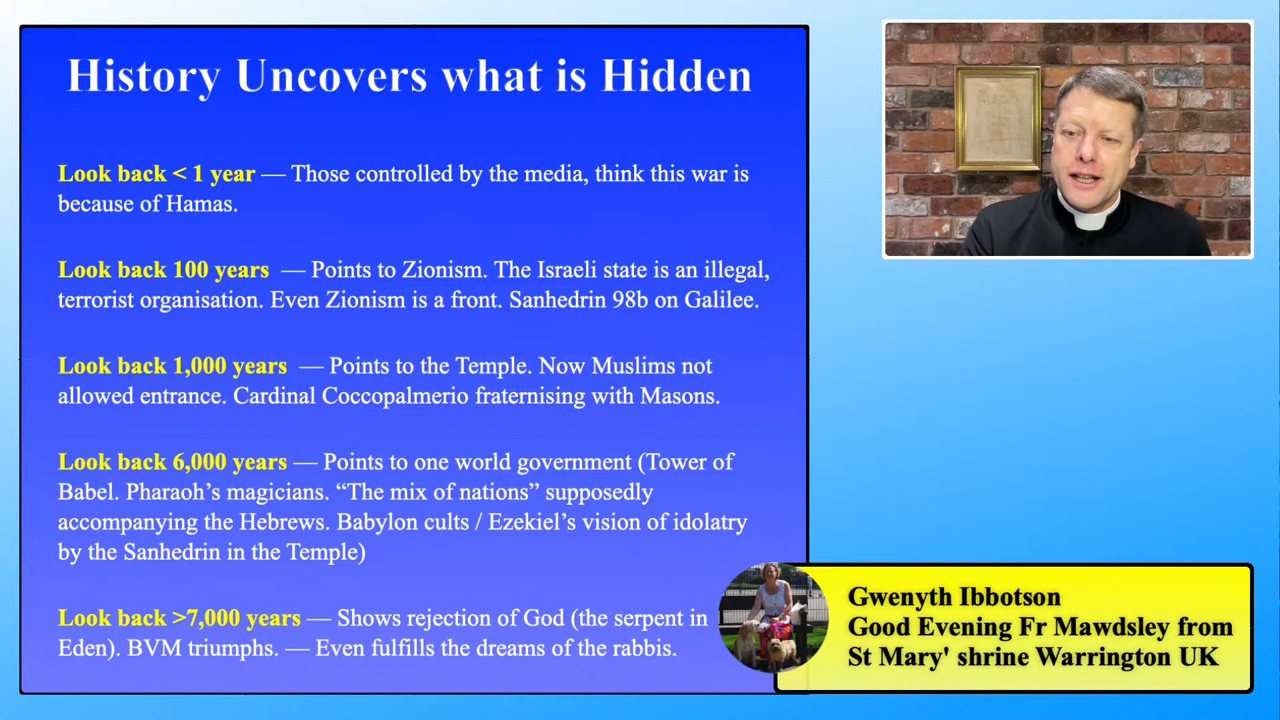 History Uncovers what is Hidden
Look back < 1 year — Those controlled by the media, think this war is
because of Hamas.
Look back 100 years — Points to Zionism. The Israeli state is an illegal,
terrorist organisation. Even Zionism is a front. Sanhedrin 98b on Galilee.
Look back 1,000 years — Points to the Temple. Now Muslims not
allowed entrance. Cardinal Coccopalmerio fraternising with Masons.
Look back 6,000 years — Points to one world government (Tower of
Babel. Pharaoh’s magicians. “The mix of nations” supposedly
accompanying the Hebrews. Babylon cults / Ezekiel’s vision of idolatry
by the Sanhedrin in the Temple)
Look back >7,000 years — Shows rejection of God (the serpent in
Eden). BVM triumphs. — Even fulfills the dreams of the rabbis.
Gwenyth Ibbotson
Good Evening Fr Mawdsley from
St Mary' shrine Warrington UK